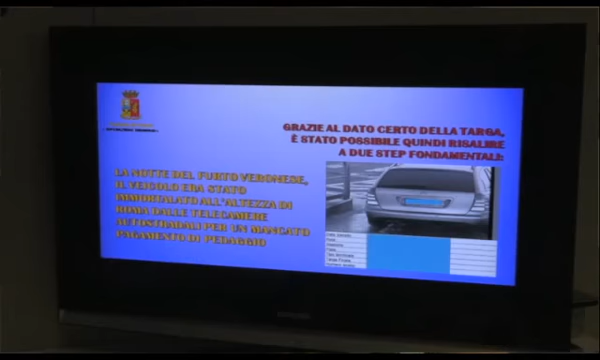 GRAZIE AL DATO CERTO DELLA TARGA,
È STATO POSSIBILE QUINDI RISALIRE
A DUE STEP FONDAMENTALI:
LA NOTTE DEL FURTO VERONESE,
IL VEICOLO ERA STATO
IMMORTALATO ALL'ALTEZZA DI
ROMA DALLE TELECAMERE
AUTOSTRADALI PER UN MANCATO
PAGAMENTO DI PEDAGGIO